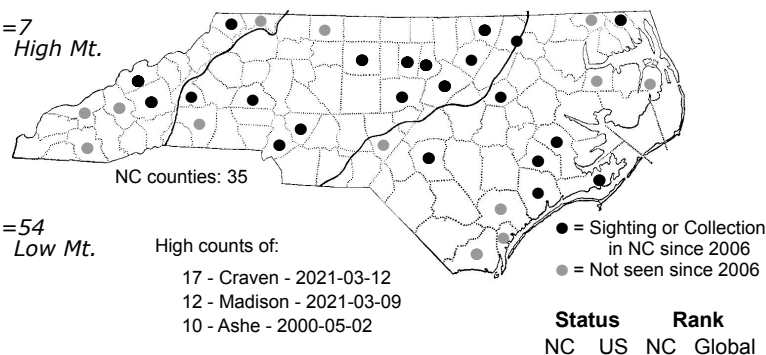 =7
High Mt.
NC counties: 35
=54
Low Mt.
High counts of:
17 - Craven - 2021-03-12
12 - Madison - 2021-03-09
10 - Ashe - 2000-05-02
● = Sighting or Collection
in NC since 2006
● = Not seen since 2006
Status Rank
NC US NC Global